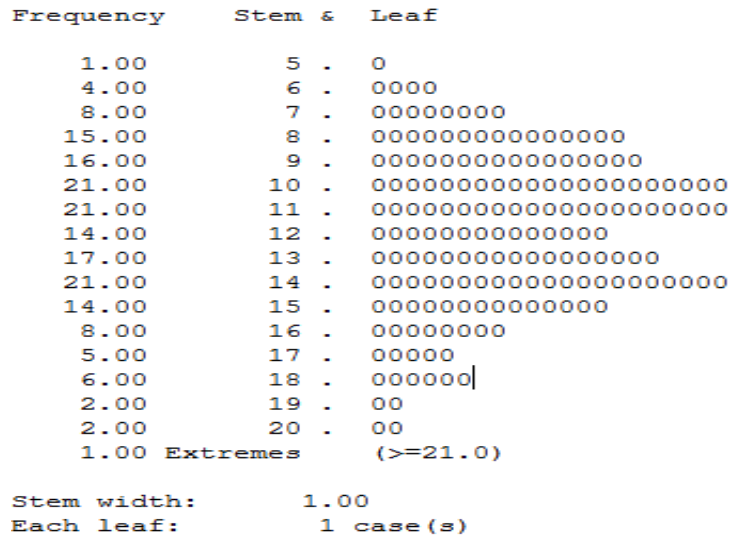 Frequency Stem & Leaf
1.00 5 . 0
4.00 6 . 0000
8.00 7 . 00000000
15.00 8 . 000000000000000
16.00 9 . 0000000000000000
21.00 10 . 000000000000000000000
21.00 11 . 000000000000000000000
14.00 12 . 00000000000000
17.00 13 . 00000000000000000
21.00 14 . 000000000000000000000
14.00 15 . 00000000000000
8.00 16 . 00000000
5.00 17 . 00000
6.00 18 . 000000
2.00 19 . 00
2.00 20 . 00
1.00 Extremes (>=21.0)
Stem width: 1.00
Each leaf: 1 case(s)